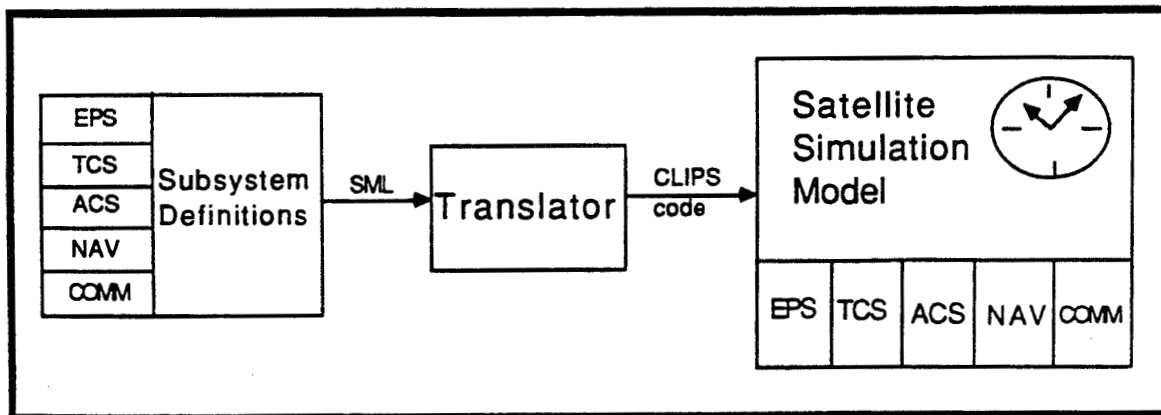 EPS
TCS
ACS
NAV
COMM
Subsystem
Definitions
SML
Translator
CLIPS
code
Satellite
Simulation
Model
EPS
TCS
ACS
NAV
COMM